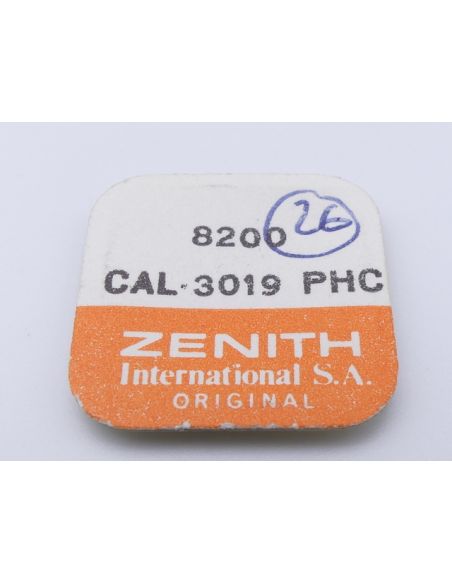 8200 26
CAL. 3019 PHC
ZENITH
International S.A.
ORIGINAL